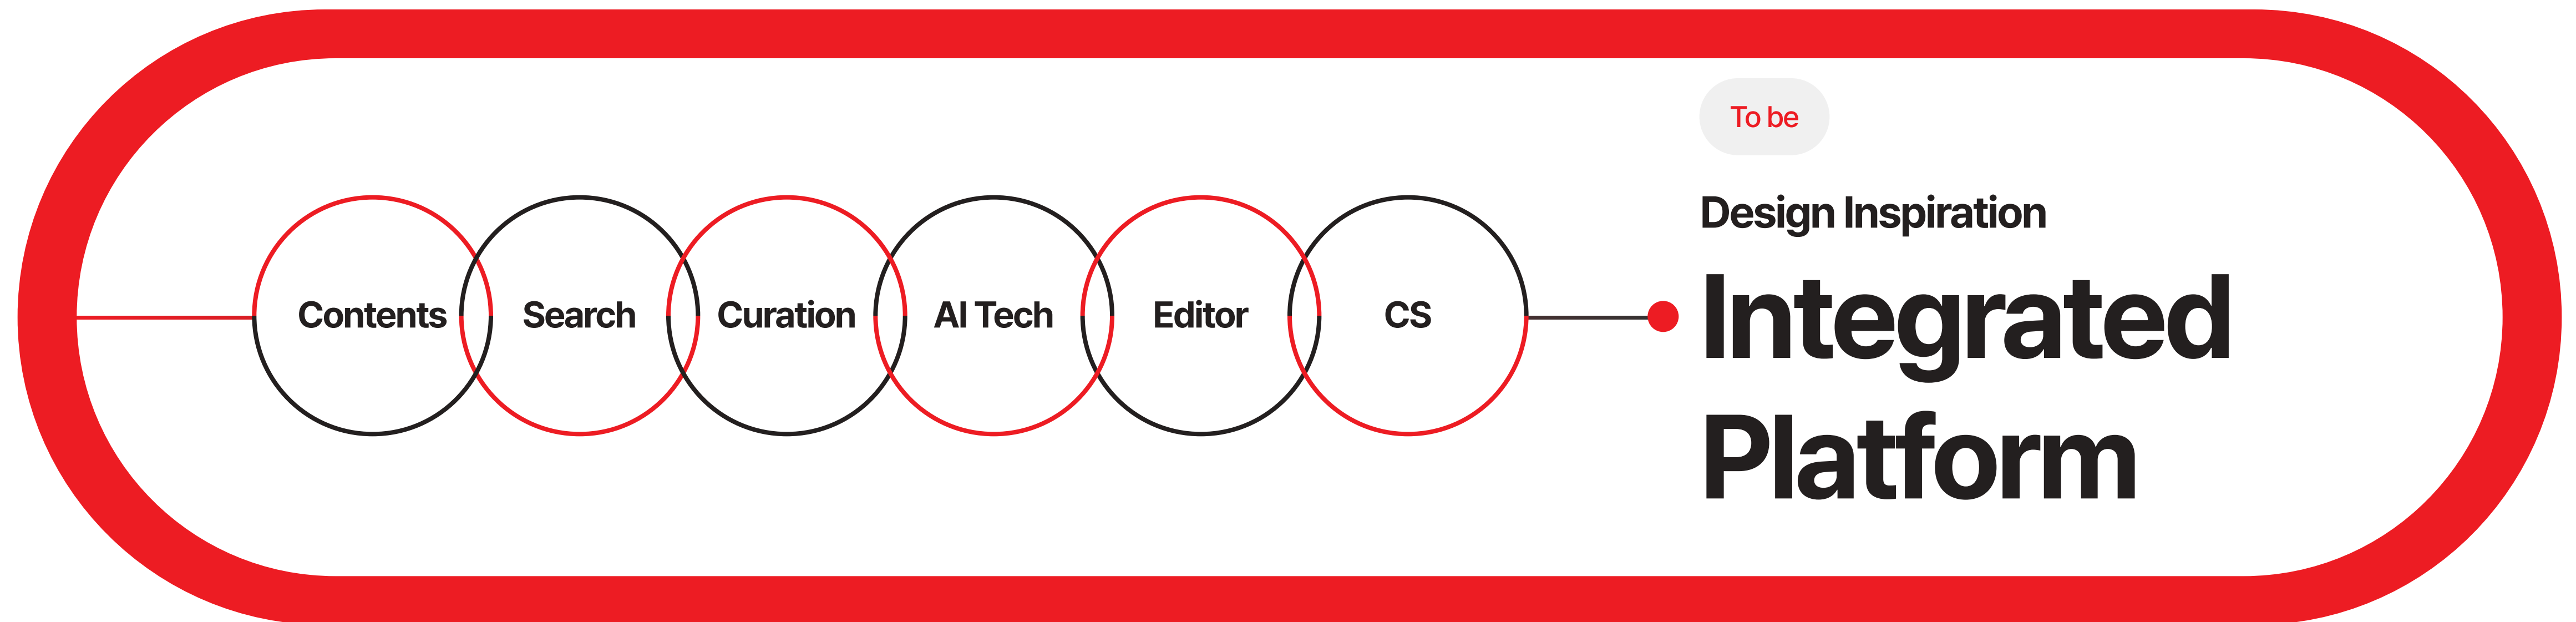 Contents
Search
Curation
AI Tech
Editor
CS
To be
Design Inspiration
Integrated
Platform